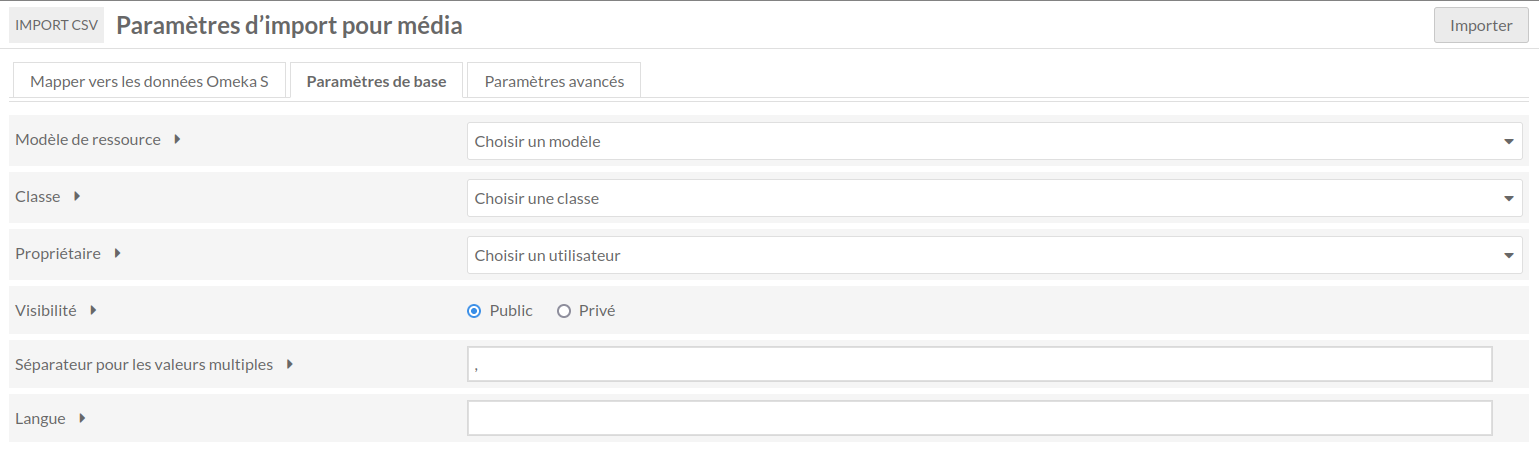 IMPORT CSV Paramètres d’import pour média Importer
Mapper vers les données Omeka S Paramètres de base Paramètres avancés
Modèle de ressource Choisir un modèle
Classe Choisir une classe
Propriétaire Choisir un utilisateur
Visibilité Public Privé
Séparateur pour les valeurs multiples ,
Langue